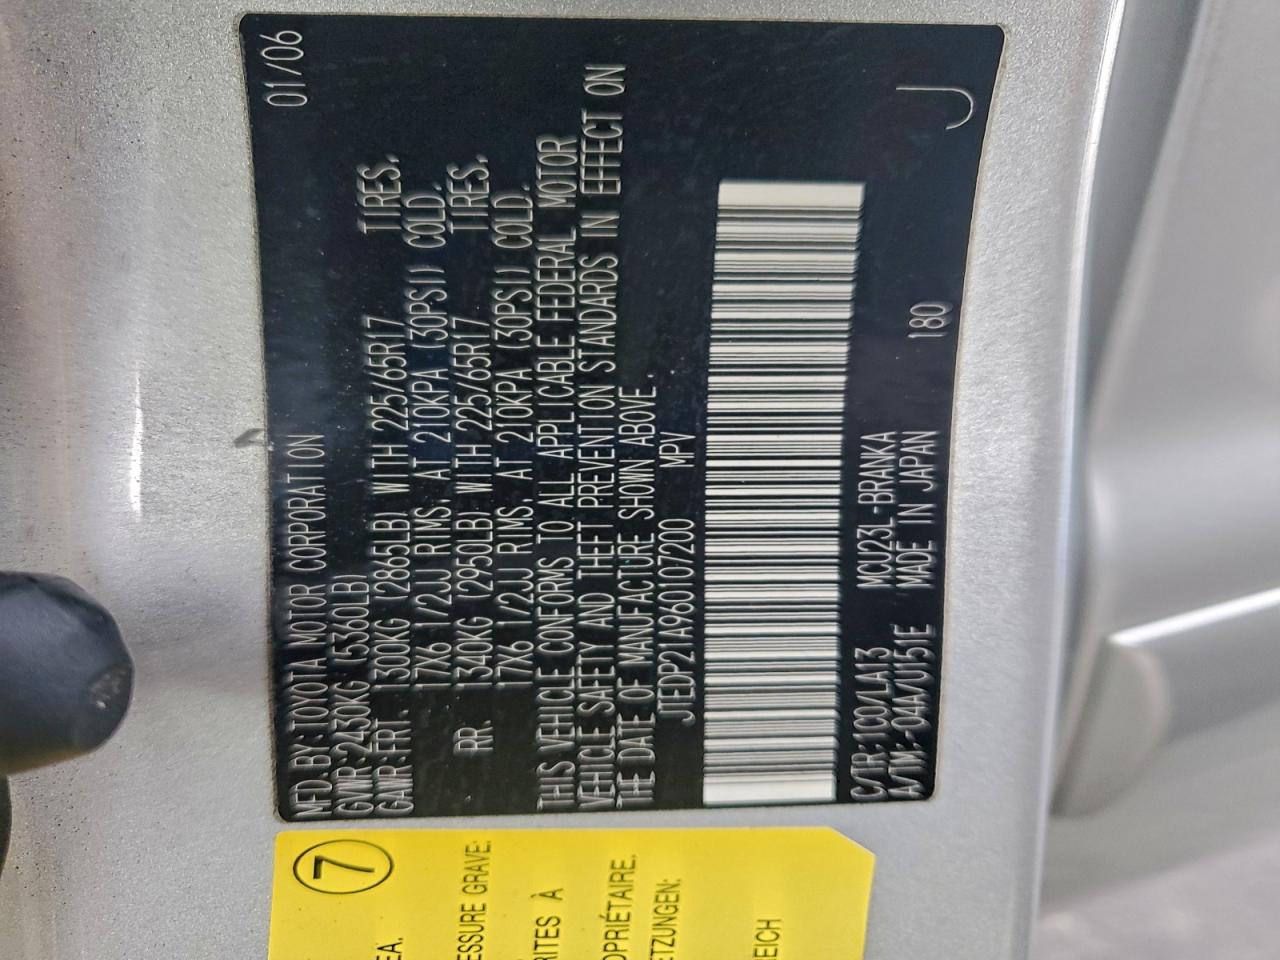 MFD. BY: TOYOTA MOTOR CORPORATION 01/06
GVWR: 2430KG (5360LB)
GAWR: FRT. 1300KG (2865LB) WITH 225/65R17 TIRES,
17X6 1/2JJ RIMS, AT 210KPA (30PSI) COLD.
RR. 1340KG (2950LB) WITH 225/65R17 TIRES,
17X6 1/2JJ RIMS, AT 210KPA (30PSI) COLD.
THIS VEHICLE CONFORMS TO ALL APPLICABLE FEDERAL MOTOR
VEHICLE SAFETY AND THEFT PREVENTION STANDARDS IN EFFECT ON
THE DATE OF MANUFACTURE SHOWN ABOVE.
JTEDP21A960107200 MPV
C/TR: 1C0/LA13 MCU23L-BRANKA
A/TM: -04A/U151E MADE IN JAPAN 180
J
7
EA.
ESSURE GRAVE:
RITES À
OPRIÉTAIRE.
ETZUNGEN:
REICH